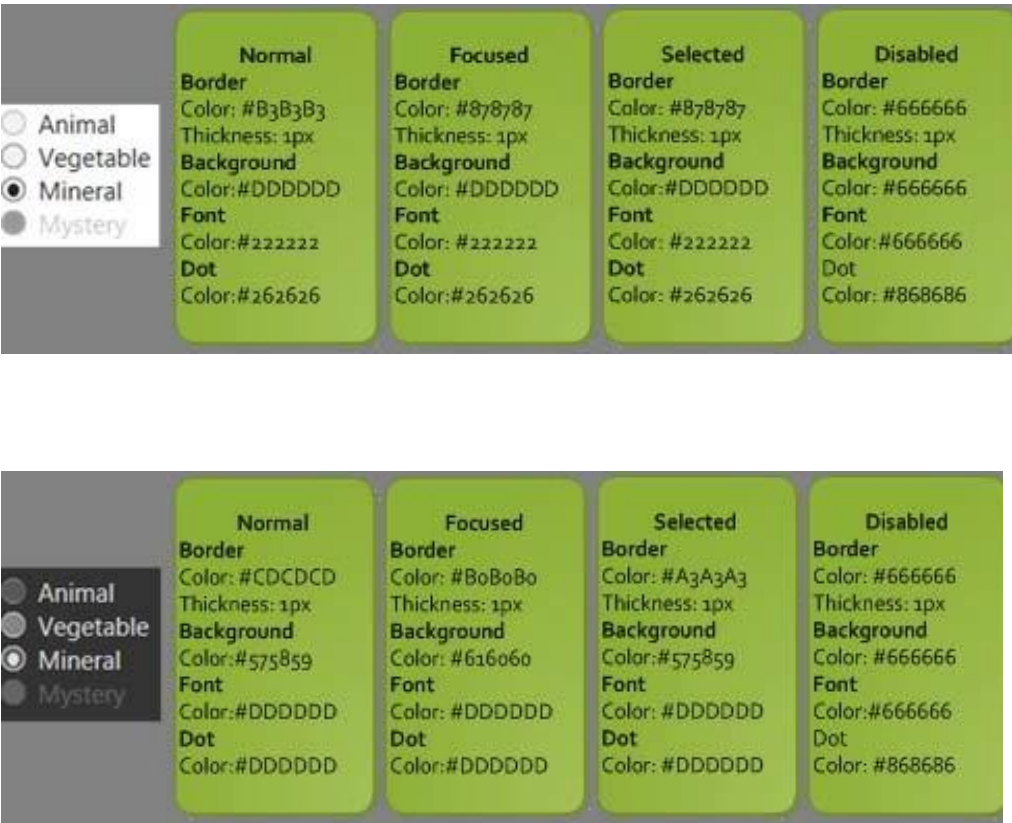 Animal
Vegetable
Mineral
Mystery
Normal
Border
Color: #B3B3B3
Thickness: 1px
Background
Color:#DDDDDD
Font
Color:#222222
Dot
Color:#262626
Focused
Border
Color: #878787
Thickness: 1px
Background
Color: #DDDDDD
Font
Color: #222222
Dot
Color:#262626
Selected
Border
Color: #878787
Thickness: 1px
Background
Color:#DDDDDD
Font
Color: #222222
Dot
Color: #262626
Disabled
Border
Color: #666666
Thickness: 1px
Background
Color: #666666
Font
Color:#666666
Dot
Color: #868686
Animal
Vegetable
Mineral
Mystery
Normal
Border
Color: #CDCDCD
Thickness: 1px
Background
Color:#575859
Font
Color:#DDDDDD
Dot
Color:#DDDDDD
Focused
Border
Color: #B0B0B0
Thickness: 1px
Background
Color: #616060
Font
Color: #DDDDDD
Dot
Color:#DDDDDD
Selected
Border
Color: #A3A3A3
Thickness: 1px
Background
Color:#575859
Font
Color: #DDDDDD
Dot
Color: #DDDDDD
Disabled
Border
Color: #666666
Thickness: 1px
Background
Color: #666666
Font
Color:#666666
Dot
Color: #868686